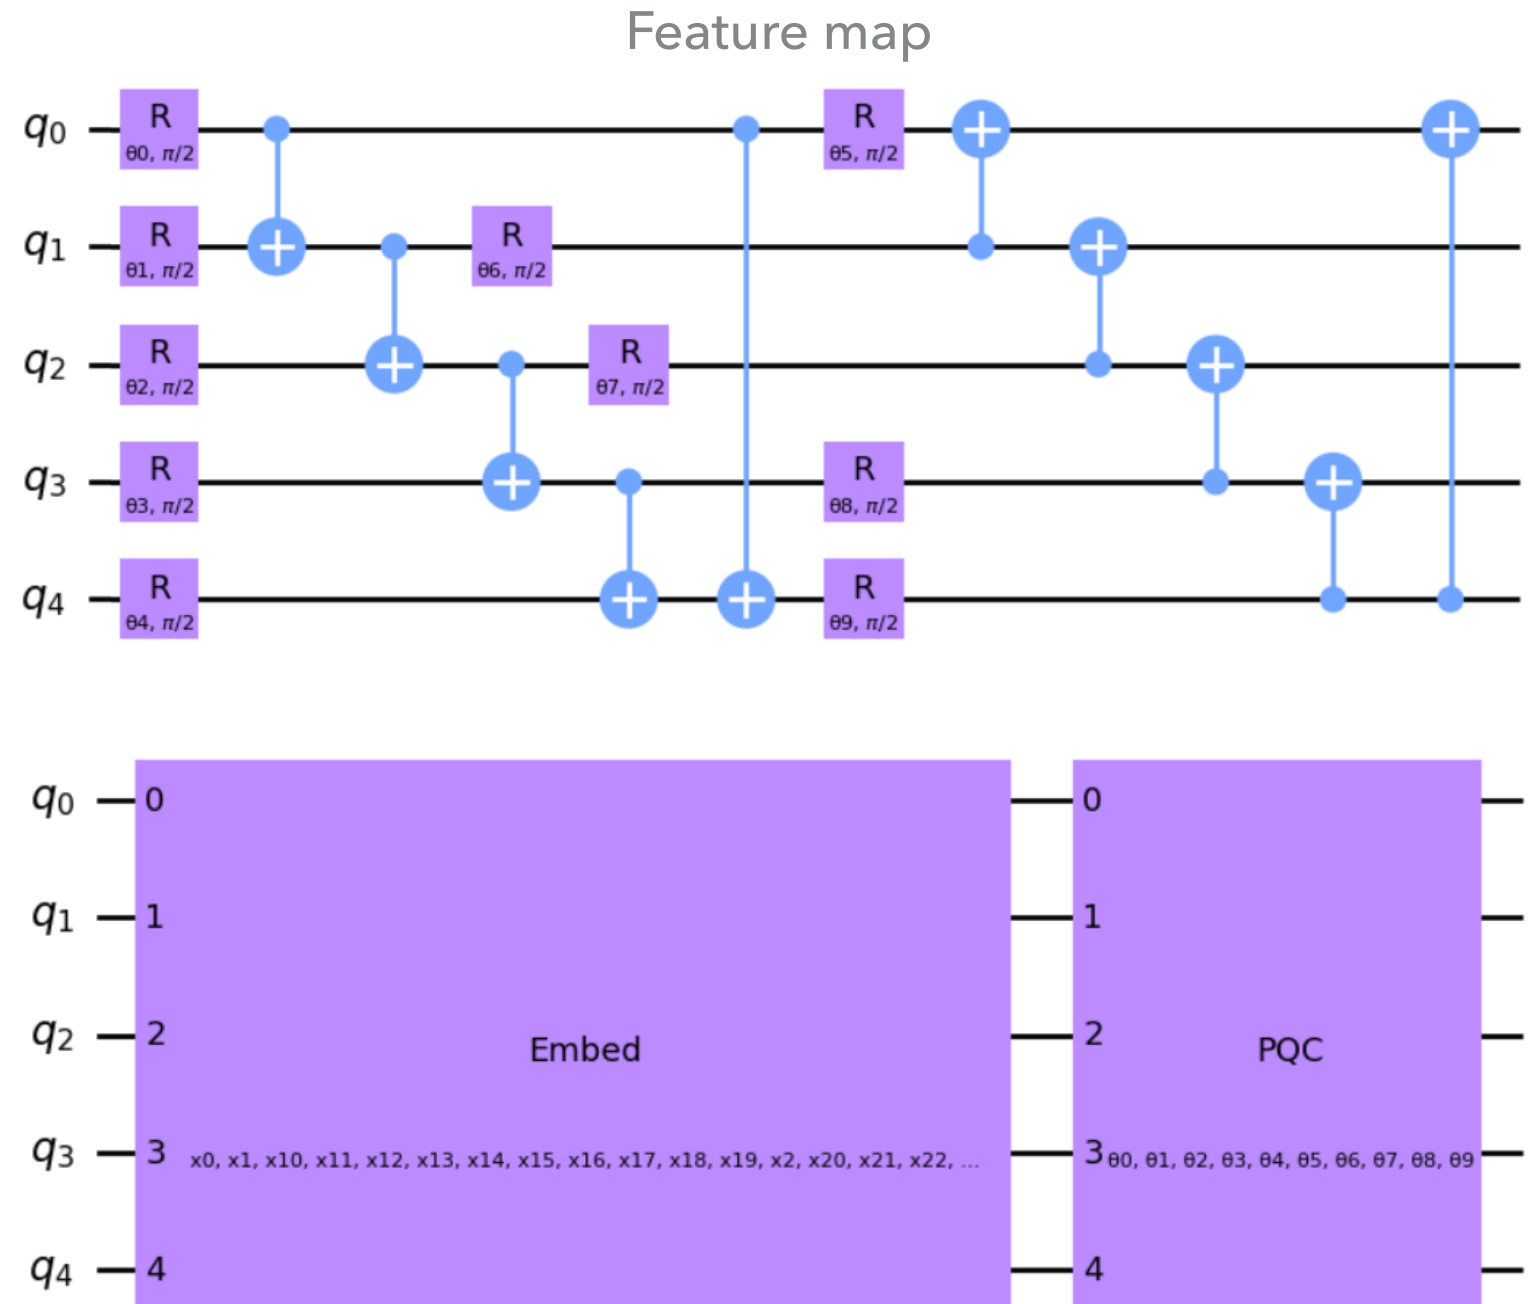 Feature map
q0 R R
θ0, π/2 θ5, π/2
q1 R R
θ1, π/2 θ6, π/2
q2 R R
θ2, π/2 θ7, π/2
q3 R R
θ3, π/2 θ8, π/2
q4 R R
θ4, π/2 θ9, π/2
q0 0 0
q1 1 1
q2 2 2
Embed PQC
q3 3 x0, x1, x10, x11, x12, x13, x14, x15, x16, x17, x18, x19, x2, x20, x21, x22, ... 3 θ0, θ1, θ2, θ3, θ4, θ5, θ6, θ7, θ8, θ9
q4 4 4